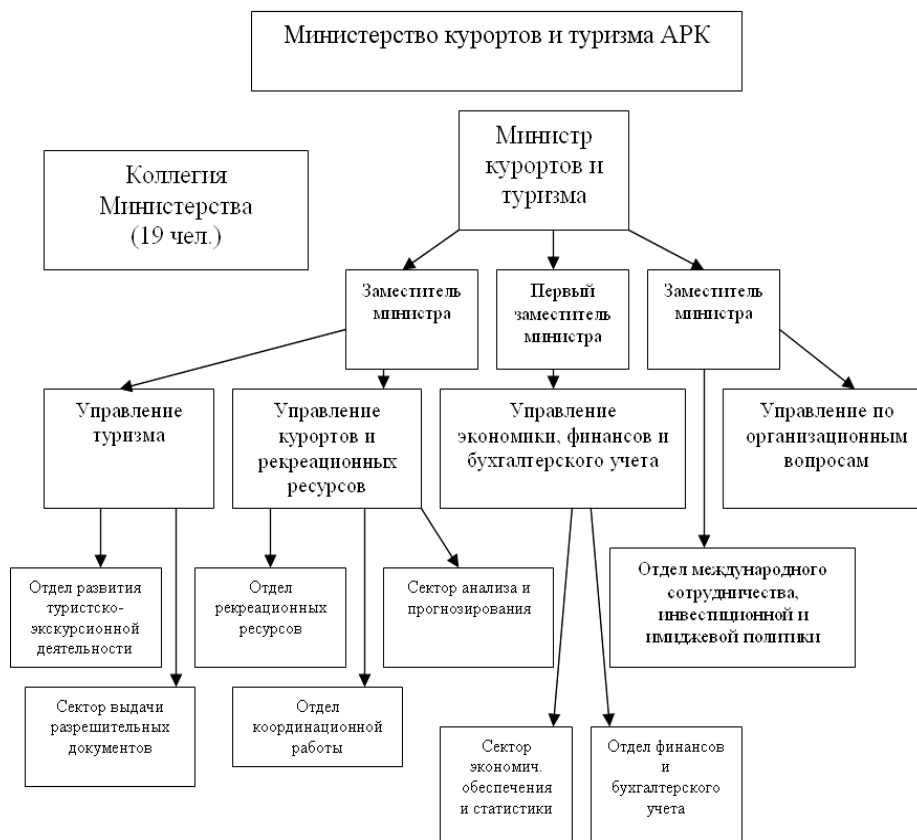 Министерство курортов и туризма АРК
Министр
курортов и
туризма
Коллегия
Министерства
(19 чел.)
Заместитель
министра
Первый
заместитель
министра
Заместитель
министра
Управление
туризма
Управление
курортов и
рекреационных
ресурсов
Управление
экономики, финансов и
бухгалтерского учета
Управление по
организационным
вопросам
Отдел развития
туристско-
экскурсионной
деятельности
Отдел
рекреационных
ресурсов
Сектор анализа и
прогнозирования
Отдел международного
сотрудничества,
инвестиционной и
имиджевой политики
Сектор выдачи
разрешительных
документов
Отдел
координационной
работы
Сектор
экономич.
обеспечения
и статистики
Отдел финансов
и
бухгалтерского
учета